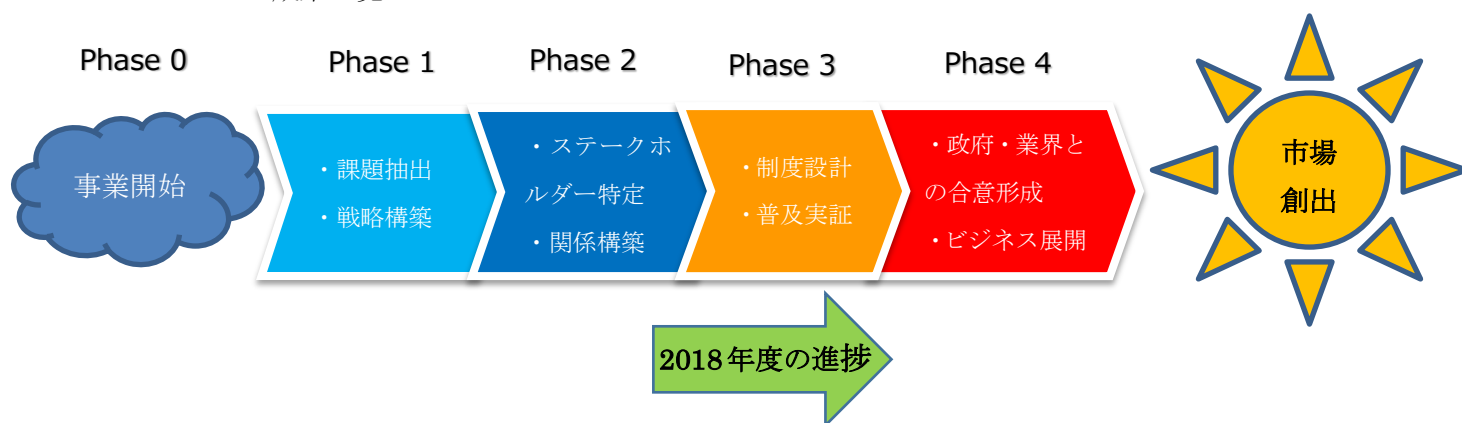 Phase 0
Phase 1
Phase 2
Phase 3
Phase 4
事業開始
・課題抽出
・戦略構築
・ステークホ
ルダー特定
・関係構築
・制度設計
・普及実証
・政府・業界と
の合意形成
・ビジネス展開
市場
創出
2018年度の進捗